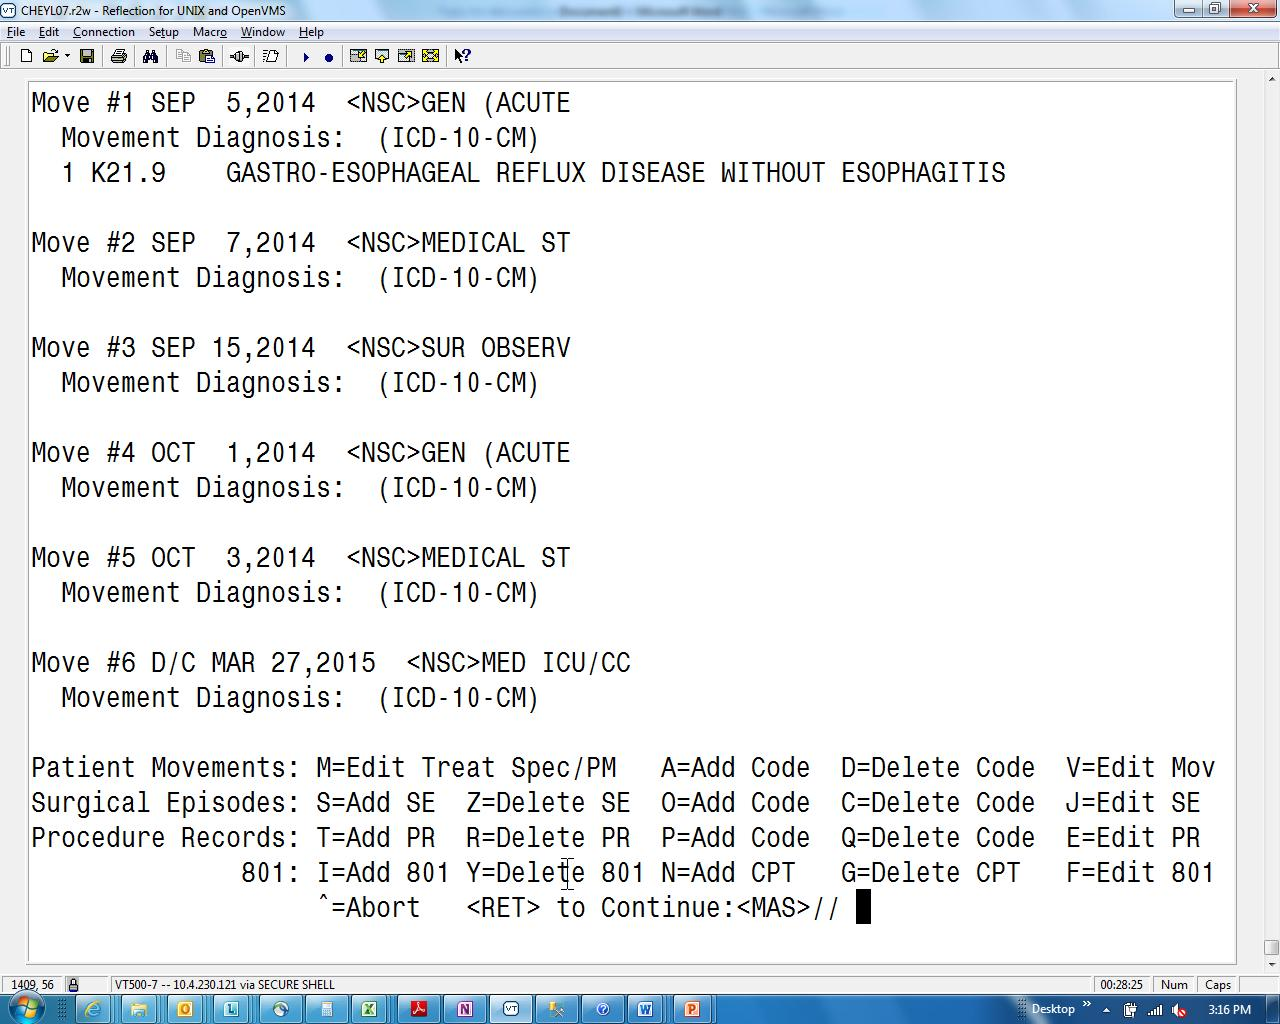 CHEYL07.r2w - Reflection for UNIX and OpenVMS
File Edit Connection Setup Macro Window Help
Move #1 SEP  5,2014  <NSC>GEN (ACUTE
Movement Diagnosis:  (ICD-10-CM)
1 K21.9    GASTRO-ESOPHAGEAL REFLUX DISEASE WITHOUT ESOPHAGITIS
Move #2 SEP  7,2014  <NSC>MEDICAL ST
Movement Diagnosis:  (ICD-10-CM)
Move #3 SEP 15,2014  <NSC>SUR OBSERV
Movement Diagnosis:  (ICD-10-CM)
Move #4 OCT  1,2014  <NSC>GEN (ACUTE
Movement Diagnosis:  (ICD-10-CM)
Move #5 OCT  3,2014  <NSC>MEDICAL ST
Movement Diagnosis:  (ICD-10-CM)
Move #6 D/C MAR 27,2015  <NSC>MED ICU/CC
Movement Diagnosis:  (ICD-10-CM)
Patient Movements: M=Edit Treat Spec/PM   A=Add Code  D=Delete Code  V=Edit Mov
Surgical Episodes: S=Add SE  Z=Delete SE  O=Add Code  C=Delete Code  J=Edit SE
Procedure Records: T=Add PR  R=Delete PR  P=Add Code  Q=Delete Code  E=Edit PR
801: I=Add 801 Y=Delete 801 N=Add CPT   G=Delete CPT   F=Edit 801
^=Abort   <RET> to Continue:<MAS>//
1409, 56 VT500-7 -- 10.4.230.121 via SECURE SHELL 00:28:25 Num Caps
Desktop » 3:16 PM